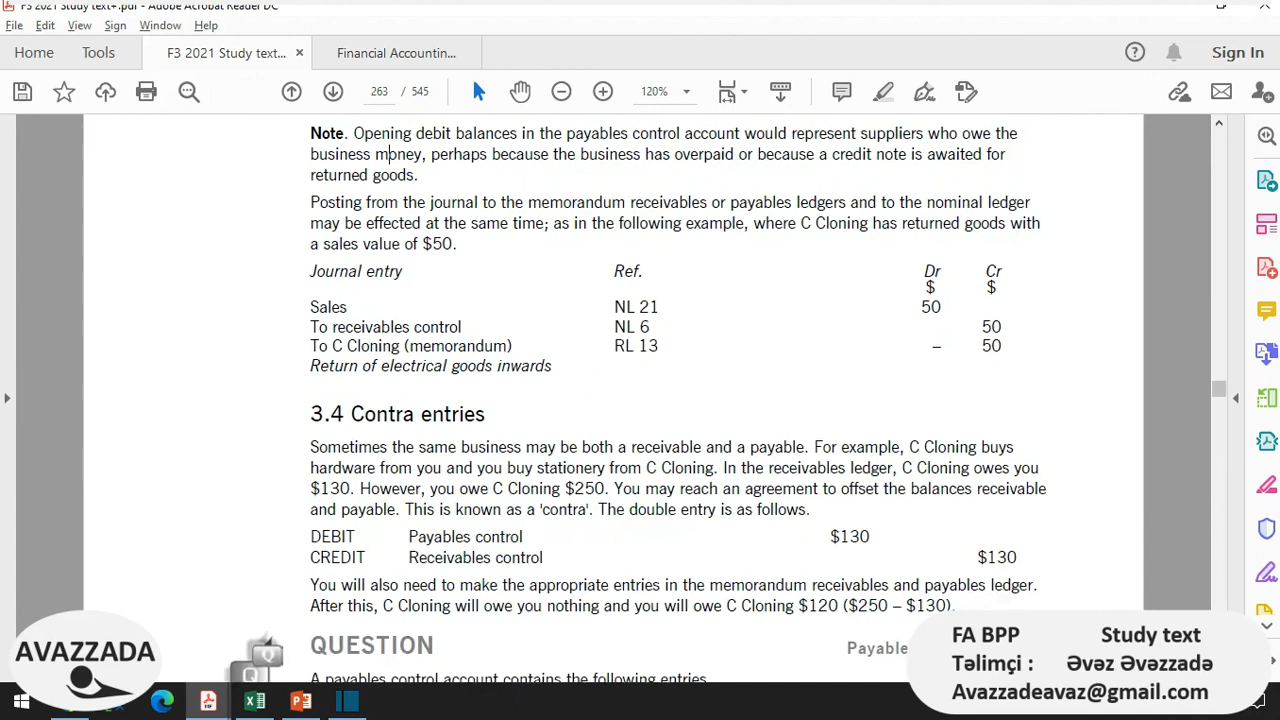 F3 2021 Study text+.pdf - Adobe Acrobat Reader DC
File Edit View Sign Window Help
Home Tools F3 2021 Study text... × Financial Accountin... Sign In
263 / 545 120%
Note. Opening debit balances in the payables control account would represent suppliers who owe the
business money, perhaps because the business has overpaid or because a credit note is awaited for
returned goods.
Posting from the journal to the memorandum receivables or payables ledgers and to the nominal ledger
may be effected at the same time; as in the following example, where C Cloning has returned goods with
a sales value of $50.
Journal entry Ref. Dr Cr
$ $
Sales NL 21 50
To receivables control NL 6 50
To C Cloning (memorandum) RL 13 – 50
Return of electrical goods inwards
3.4 Contra entries
Sometimes the same business may be both a receivable and a payable. For example, C Cloning buys
hardware from you and you buy stationery from C Cloning. In the receivables ledger, C Cloning owes you
$130. However, you owe C Cloning $250. You may reach an agreement to offset the balances receivable
and payable. This is known as a 'contra'. The double entry is as follows.
DEBIT Payables control $130
CREDIT Receivables control $130
You will also need to make the appropriate entries in the memorandum receivables and payables ledger.
After this, C Cloning will owe you nothing and you will owe C Cloning $120 ($250 – $130).
QUESTION Payable
A payables control account contains the following entries.
AVAZZADA
Q
FA BPP Study text
Təlimçi : Əvəz Əvəzzadə
Avazzadeavaz@gmail.com